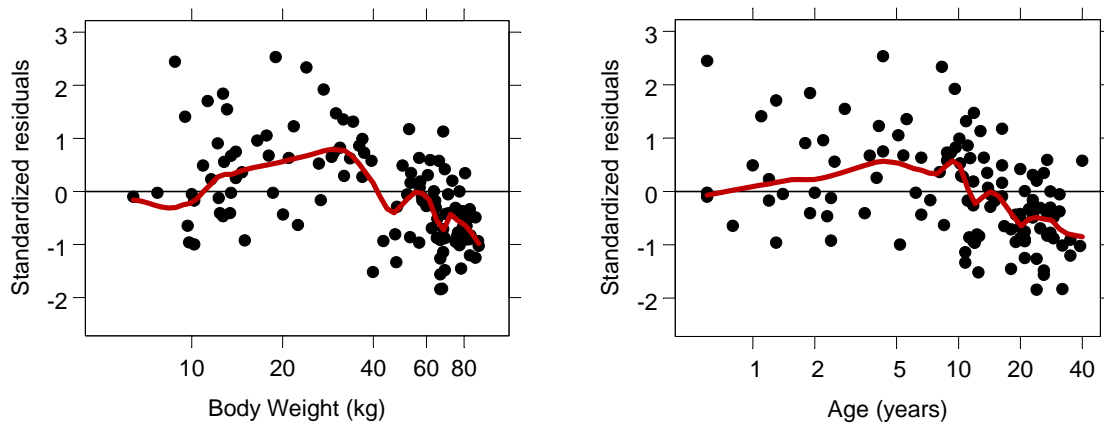 3
2
1
0
-1
-2
Standardized residuals
10 20 40 60 80
Body Weight (kg)
3
2
1
0
-1
-2
Standardized residuals
1 2 5 10 20 40
Age (years)